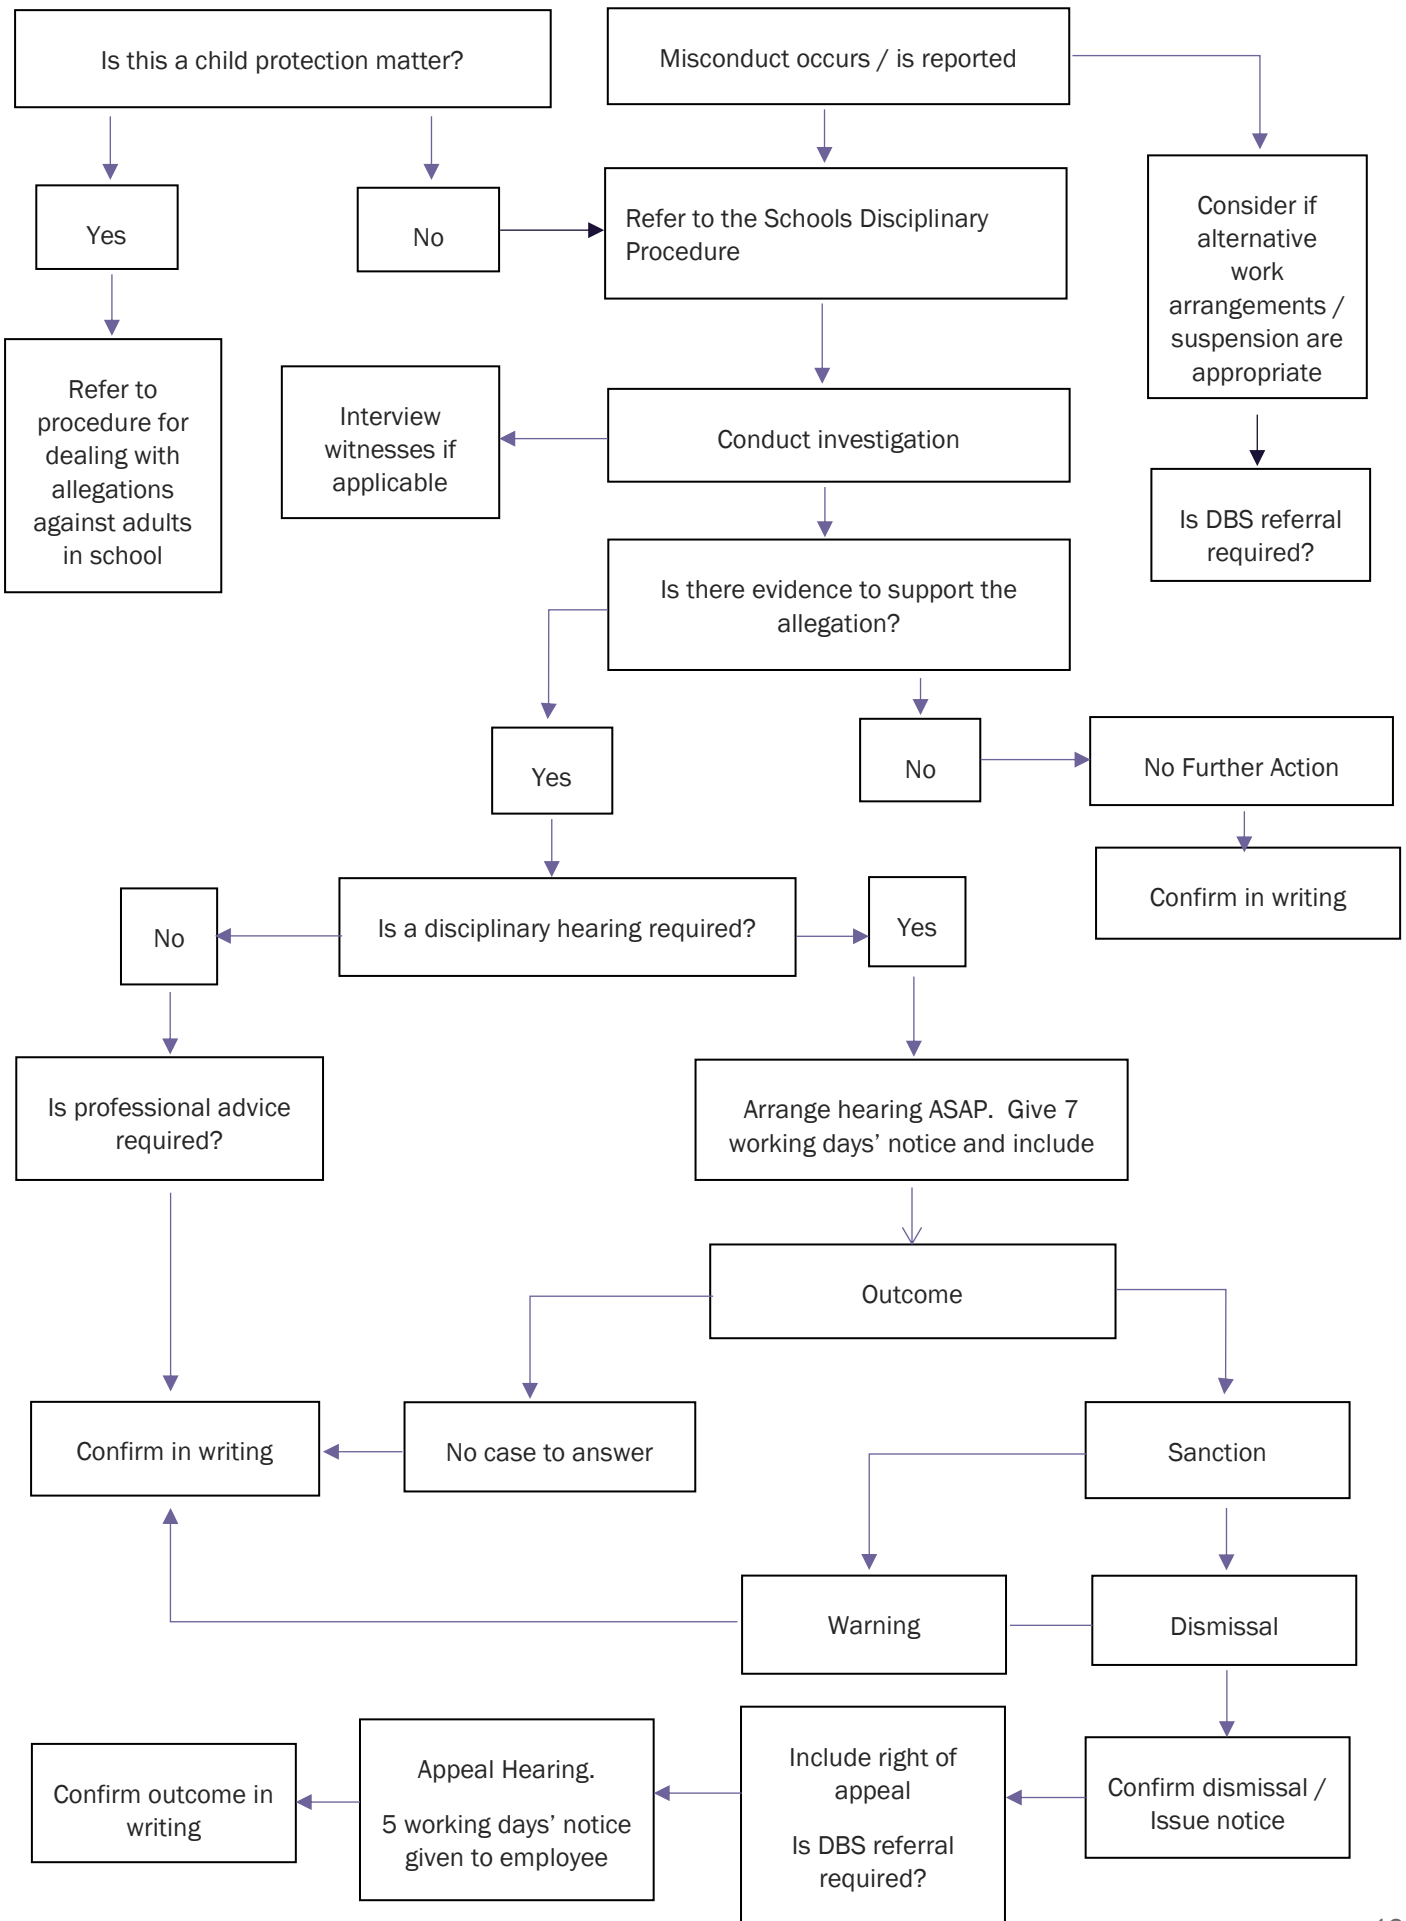 Is this a child protection matter?
Misconduct occurs / is reported
Yes
No
Refer to the Schools Disciplinary
Procedure
Consider if
alternative
work
arrangements /
suspension are
appropriate
Refer to
procedure for
dealing with
allegations
against adults
in school
Interview
witnesses if
applicable
Conduct investigation
Is DBS referral
required?
Is there evidence to support the
allegation?
Yes
No
No Further Action
Confirm in writing
No
Is a disciplinary hearing required?
Yes
Is professional advice
required?
Arrange hearing ASAP.  Give 7
working days’ notice and include
Outcome
Confirm in writing
No case to answer
Sanction
Warning
Dismissal
Confirm outcome in
writing
Appeal Hearing.
5 working days’ notice
given to employee
Include right of
appeal
Is DBS referral
required?
Confirm dismissal /
Issue notice